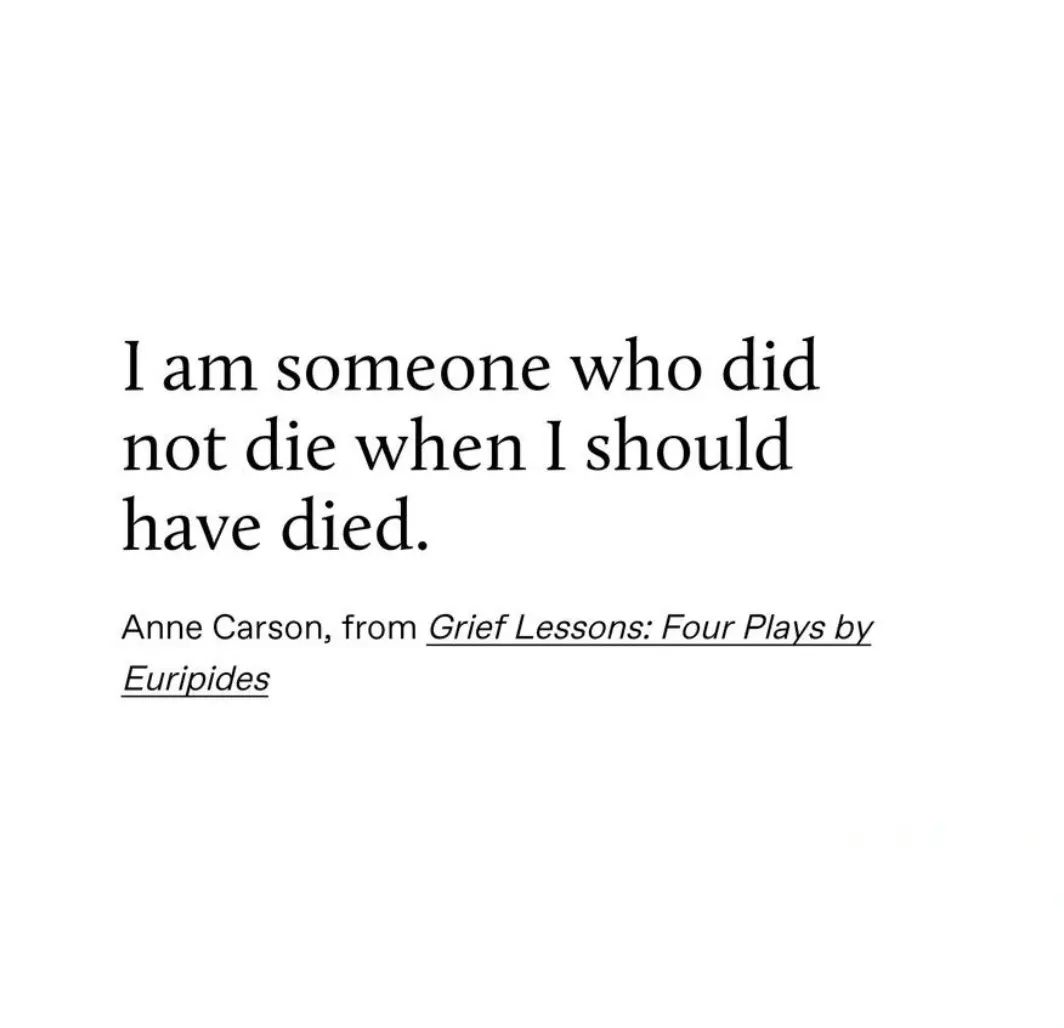 I am someone who did
not die when I should
have died.
Anne Carson, from Grief Lessons: Four Plays by
Euripides